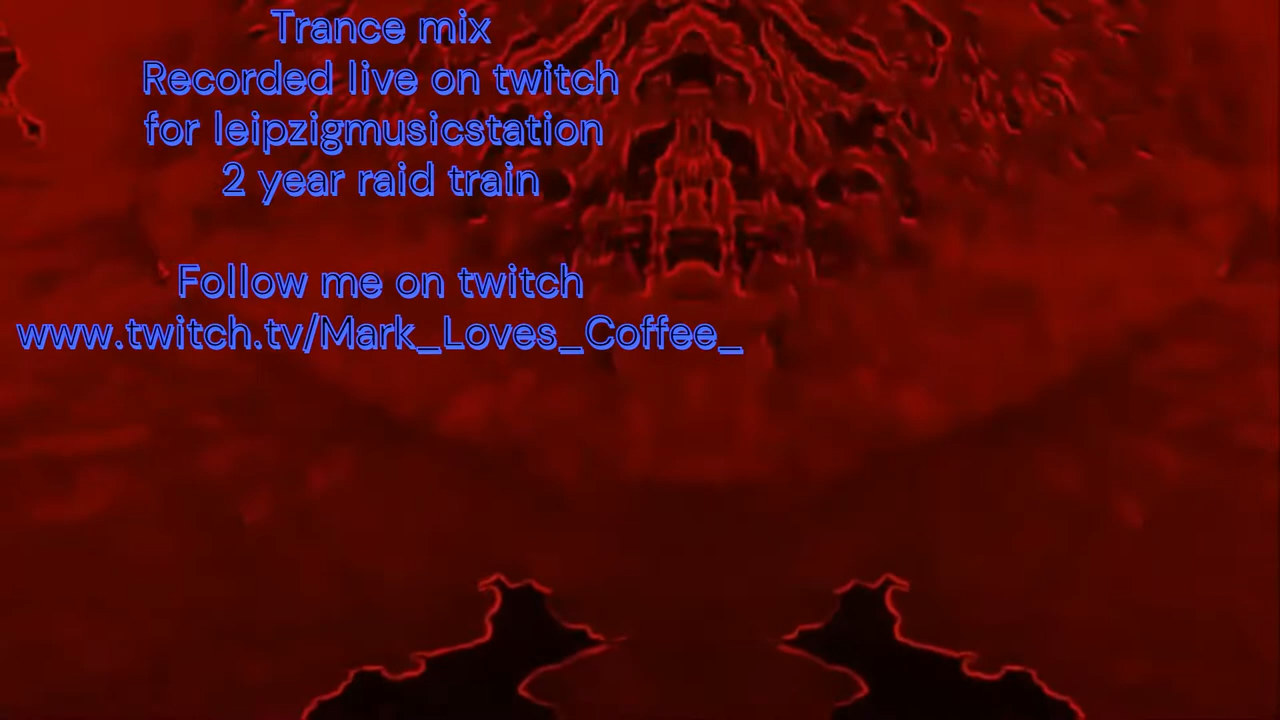 Trance mix
Recorded live on twitch
for leipzigmusicstation
2 year raid train
Follow me on twitch
www.twitch.tv/Mark_Loves_Coffee_